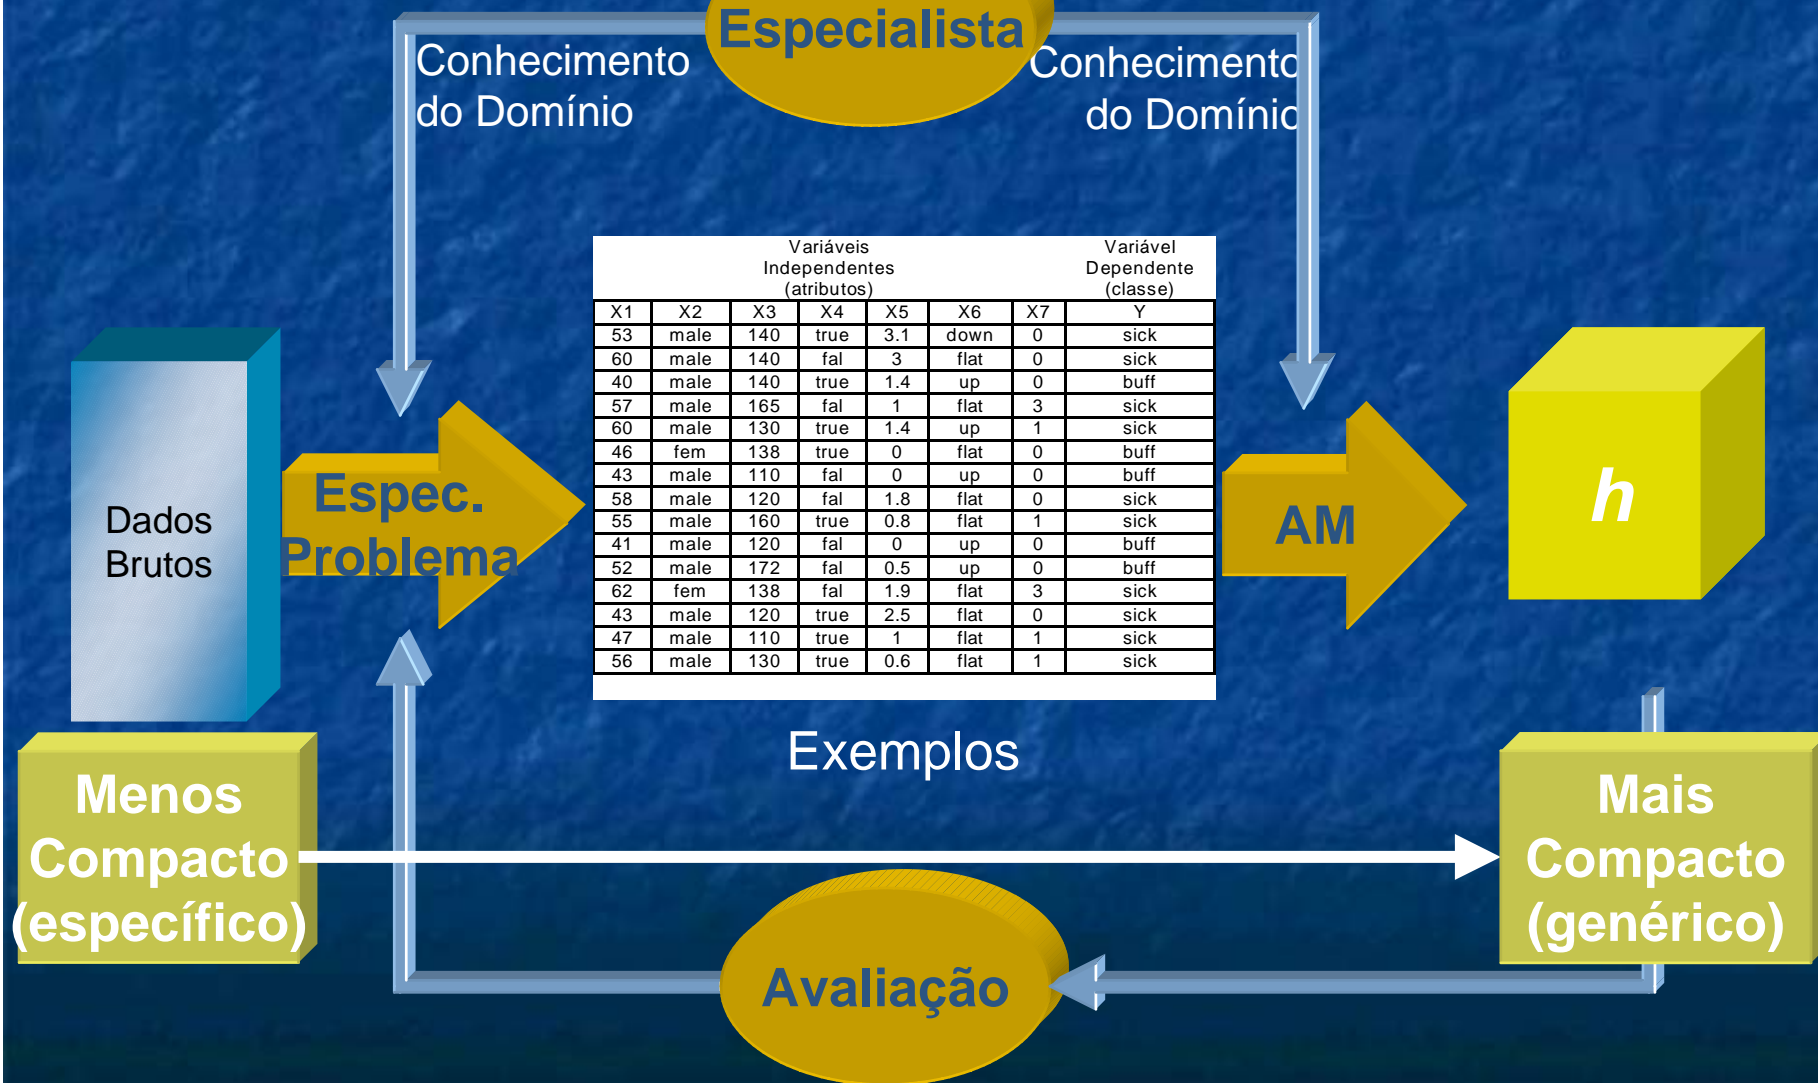 Especialista
Conhecimento
do Domínio
Conhecimento
do Domínio
Variáveis
Independentes
(atributos)
Variável
Dependente
(classe)
X1 X2 X3 X4 X5 X6 X7 Y
53 male 140 true 3.1 down 0 sick
60 male 140 fal 3 flat 0 sick
40 male 140 true 1.4 up 0 buff
57 male 165 fal 1 flat 3 sick
60 male 130 true 1.4 up 1 sick
46 fem 138 true 0 flat 0 buff
43 male 110 fal 0 up 0 buff
58 male 120 fal 1.8 flat 0 sick
55 male 160 true 0.8 flat 1 sick
41 male 120 fal 0 up 0 buff
52 male 172 fal 0.5 up 0 buff
62 fem 138 fal 1.9 flat 3 sick
43 male 120 true 2.5 flat 0 sick
47 male 110 true 1 flat 1 sick
56 male 130 true 0.6 flat 1 sick
Dados
Brutos
Espec.
Problema
AM
h
Exemplos
Menos
Compacto
(específico)
Mais
Compacto
(genérico)
Avaliação